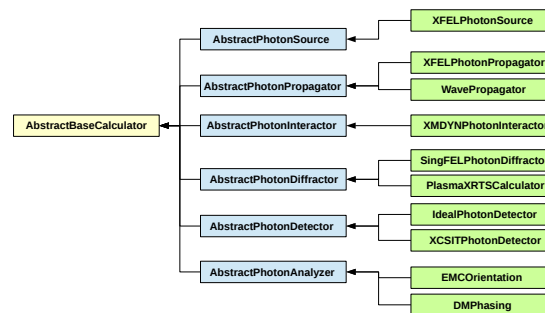 XFELPhotonSource
AbstractPhotonSource
XFELPhotonPropagator
AbstractPhotonPropagator
WavePropagator
AbstractBaseCalculator
AbstractPhotonInteractor
XMDYNPhotonInteractor
SingFELPhotonDiffractor
AbstractPhotonDiffractor
PlasmaXRTSCalculator
IdealPhotonDetector
AbstractPhotonDetector
XCSITPhotonDetector
AbstractPhotonAnalyzer
EMCOrientation
DMPhasing